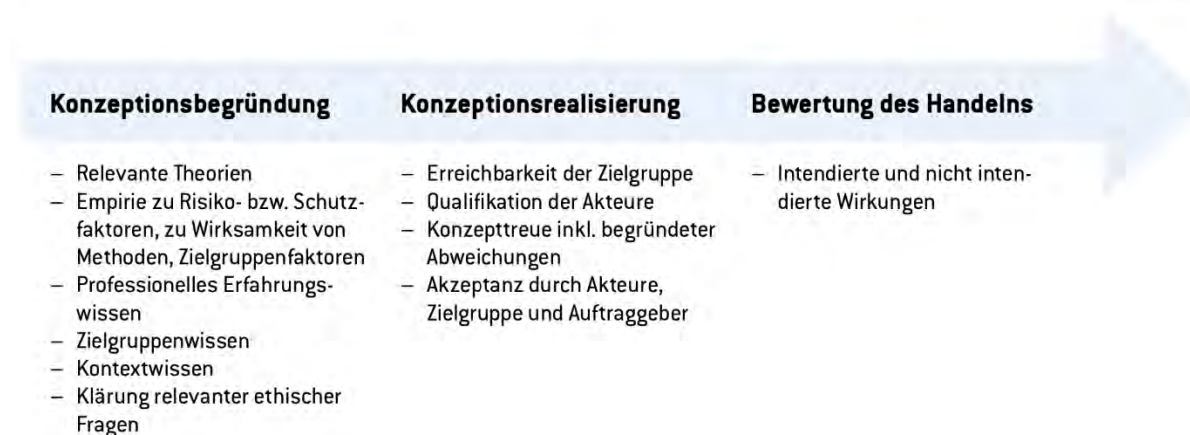 Konzeptionsbegründung
– Relevante Theorien
– Empirie zu Risiko- bzw. Schutz-
faktoren, zu Wirksamkeit von
Methoden, Zielgruppenfaktoren
– Professionelles Erfahrungs-
wissen
– Zielgruppenwissen
– Kontextwissen
– Klärung relevanter ethischer
Fragen
Konzeptionsrealisierung
– Erreichbarkeit der Zielgruppe
– Qualifikation der Akteure
– Konzepttreue inkl. begründeter
Abweichungen
– Akzeptanz durch Akteure,
Zielgruppe und Auftraggeber
Bewertung des Handelns
– Intendierte und nicht inten-
dierte Wirkungen